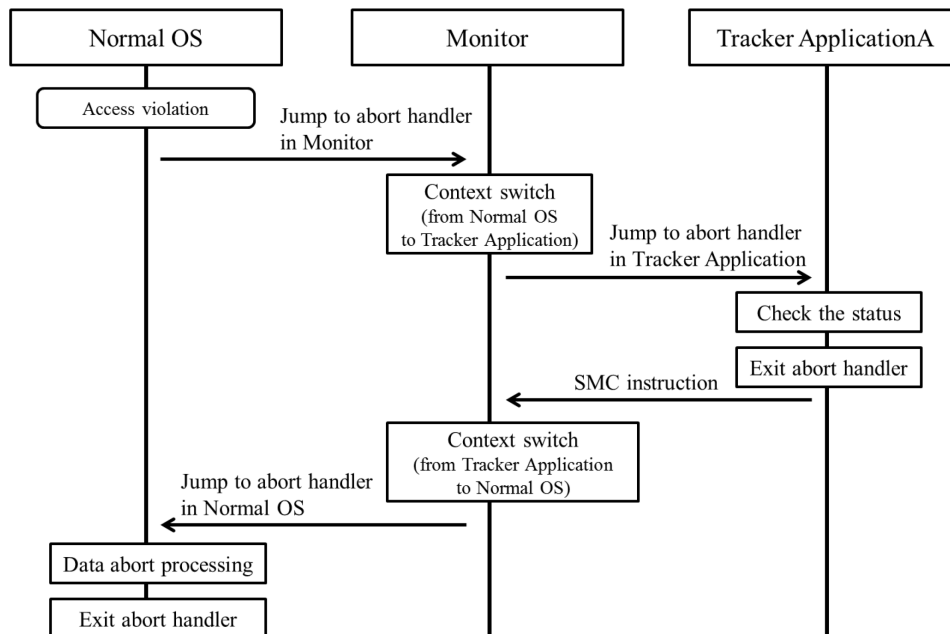 Normal OS
Monitor
Tracker ApplicationA
Access violation
Jump to abort handler
in Monitor
Context switch
(from Normal OS
to Tracker Application)
Jump to abort handler
in Tracker Application
Check the status
Exit abort handler
SMC instruction
Context switch
(from Tracker Application
to Normal OS)
Jump to abort handler
in Normal OS
Data abort processing
Exit abort handler